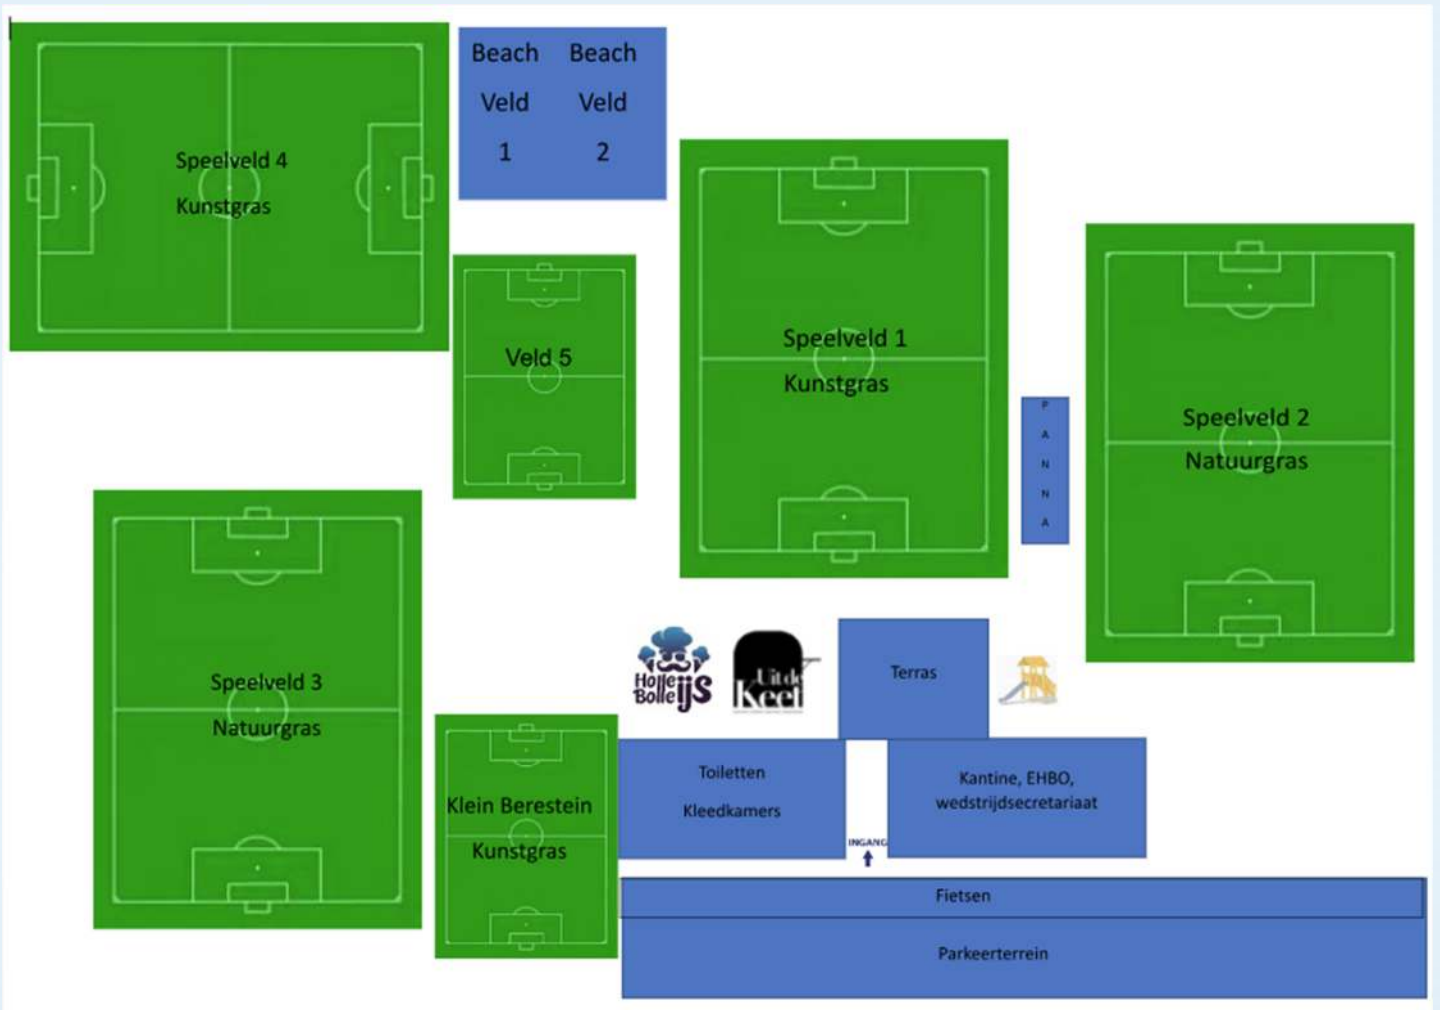 Beach Beach
Veld Veld
1 2
Speelveld 4
Kunstgras
Speelveld 1
Kunstgras
Veld 5
Speelveld 2
Natuurgras
P
A
N
N
A
Speelveld 3
Natuurgras
Holle
Bolle ijs
Uit de
Keet
Terras
Toiletten
Kleedkamers
Kantine, EHBO,
wedstrijdsecretariaat
Klein Berestein
Kunstgras
INGANG
Fietsen
Parkeerterrein